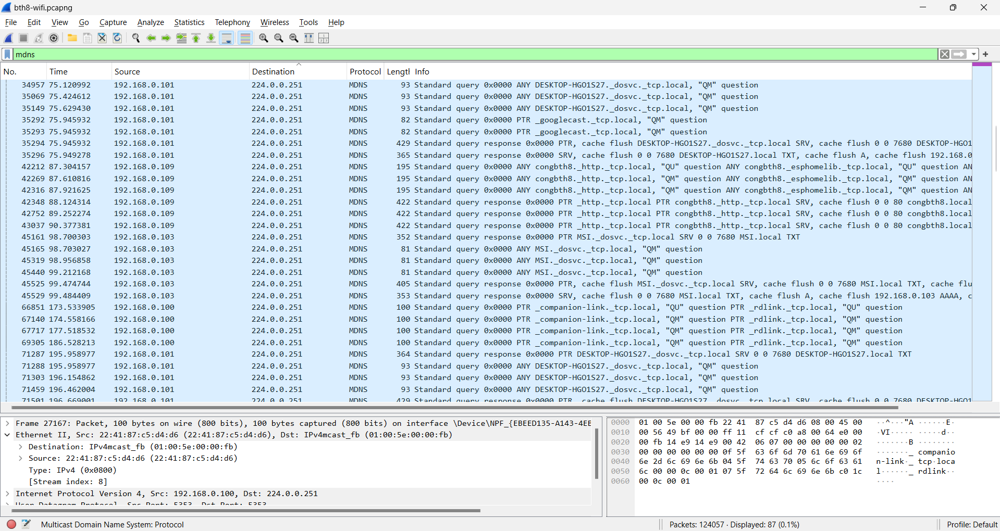 bth8-wifi.pcapng
File Edit View Go Capture Analyze Statistics Telephony Wireless Tools Help
mdns
No. Time Source Destination Protocol Length Info
34957 75.120992 192.168.0.101 224.0.0.251 MDNS 93 Standard query 0x0000 ANY DESKTOP-HGO1S27._dosvc._tcp.local, "QM" question
35069 75.424612 192.168.0.101 224.0.0.251 MDNS 93 Standard query 0x0000 ANY DESKTOP-HGO1S27._dosvc._tcp.local, "QM" question
35149 75.629430 192.168.0.101 224.0.0.251 MDNS 93 Standard query 0x0000 ANY DESKTOP-HGO1S27._dosvc._tcp.local, "QM" question
35292 75.945932 192.168.0.101 224.0.0.251 MDNS 82 Standard query 0x0000 PTR _googlecast._tcp.local, "QM" question
35293 75.945932 192.168.0.101 224.0.0.251 MDNS 82 Standard query 0x0000 PTR _googlecast._tcp.local, "QM" question
35294 75.945932 192.168.0.101 224.0.0.251 MDNS 429 Standard query response 0x0000 PTR, cache flush DESKTOP-HGO1S27._dosvc._tcp.local SRV, cache flush 0 0 7680 DESKTOP-HGO1
35296 75.949278 192.168.0.101 224.0.0.251 MDNS 365 Standard query response 0x0000 SRV, cache flush 0 0 7680 DESKTOP-HGO1S27.local TXT, cache flush A, cache flush 192.168.0
42212 87.304157 192.168.0.109 224.0.0.251 MDNS 195 Standard query 0x0000 ANY congbth8._http._tcp.local, "QU" question ANY congbth8._esphomelib._tcp.local, "QU" question AN
42269 87.610816 192.168.0.109 224.0.0.251 MDNS 195 Standard query 0x0000 ANY congbth8._http._tcp.local, "QM" question ANY congbth8._esphomelib._tcp.local, "QM" question AN
42316 87.921625 192.168.0.109 224.0.0.251 MDNS 195 Standard query 0x0000 ANY congbth8._http._tcp.local, "QM" question ANY congbth8._esphomelib._tcp.local, "QM" question AN
42348 88.124314 192.168.0.109 224.0.0.251 MDNS 422 Standard query response 0x0000 PTR _http._tcp.local PTR congbth8._http._tcp.local SRV, cache flush 0 0 80 congbth8.local
42752 89.252274 192.168.0.109 224.0.0.251 MDNS 422 Standard query response 0x0000 PTR _http._tcp.local PTR congbth8._http._tcp.local SRV, cache flush 0 0 80 congbth8.local
43037 90.377381 192.168.0.109 224.0.0.251 MDNS 422 Standard query response 0x0000 PTR _http._tcp.local PTR congbth8._http._tcp.local SRV, cache flush 0 0 80 congbth8.local
45161 98.700303 192.168.0.103 224.0.0.251 MDNS 352 Standard query response 0x0000 PTR MSI._dosvc._tcp.local SRV 0 0 7680 MSI.local TXT
45165 98.703027 192.168.0.103 224.0.0.251 MDNS 81 Standard query 0x0000 ANY MSI._dosvc._tcp.local, "QM" question
45319 98.956858 192.168.0.103 224.0.0.251 MDNS 81 Standard query 0x0000 ANY MSI._dosvc._tcp.local, "QM" question
45440 99.212168 192.168.0.103 224.0.0.251 MDNS 81 Standard query 0x0000 ANY MSI._dosvc._tcp.local, "QM" question
45525 99.474744 192.168.0.103 224.0.0.251 MDNS 405 Standard query response 0x0000 PTR, cache flush MSI._dosvc._tcp.local SRV, cache flush 0 0 7680 MSI.local TXT, cache flu
45529 99.484409 192.168.0.103 224.0.0.251 MDNS 353 Standard query response 0x0000 SRV, cache flush 0 0 7680 MSI.local TXT, cache flush A, cache flush 192.168.0.103 AAAA, c
66851 173.533905 192.168.0.100 224.0.0.251 MDNS 100 Standard query 0x0000 PTR _companion-link._tcp.local, "QU" question PTR _rdlink._tcp.local, "QU" question
67140 174.558166 192.168.0.100 224.0.0.251 MDNS 100 Standard query 0x0000 PTR _companion-link._tcp.local, "QM" question PTR _rdlink._tcp.local, "QM" question
67717 177.518532 192.168.0.100 224.0.0.251 MDNS 100 Standard query 0x0000 PTR _companion-link._tcp.local, "QM" question PTR _rdlink._tcp.local, "QM" question
69305 186.528213 192.168.0.100 224.0.0.251 MDNS 100 Standard query 0x0000 PTR _companion-link._tcp.local, "QM" question PTR _rdlink._tcp.local, "QM" question
71287 195.958977 192.168.0.101 224.0.0.251 MDNS 364 Standard query response 0x0000 PTR DESKTOP-HGO1S27._dosvc._tcp.local SRV 0 0 7680 DESKTOP-HGO1S27.local TXT
71288 195.958977 192.168.0.101 224.0.0.251 MDNS 93 Standard query 0x0000 ANY DESKTOP-HGO1S27._dosvc._tcp.local, "QM" question
71303 196.154862 192.168.0.101 224.0.0.251 MDNS 93 Standard query 0x0000 ANY DESKTOP-HGO1S27._dosvc._tcp.local, "QM" question
71459 196.462004 192.168.0.101 224.0.0.251 MDNS 93 Standard query 0x0000 ANY DESKTOP-HGO1S27._dosvc._tcp.local, "QM" question
71501 196.669001 192.168.0.101 224.0.0.251 MDNS 429 Standard query response 0x0000 PTR, cache flush DESKTOP-HGO1S27._dosvc._tcp.local SRV, cache flush 0 0 7680 DESKTOP-HGO1
Frame 27167: Packet, 100 bytes on wire (800 bits), 100 bytes captured (800 bits) on interface \Device\NPF_{EBEED135-A143-4EE
Ethernet II, Src: 22:41:87:c5:d4:d6 (22:41:87:c5:d4:d6), Dst: IPv4mcast_fb (01:00:5e:00:00:fb)
Destination: IPv4mcast_fb (01:00:5e:00:00:fb)
Source: 22:41:87:c5:d4:d6 (22:41:87:c5:d4:d6)
Type: IPv4 (0x0800)
[Stream index: 8]
Internet Protocol Version 4, Src: 192.168.0.100, Dst: 224.0.0.251
User Datagram Protocol, Src Port: 5353, Dst Port: 5353
0000 01 00 5e 00 00 fb 22 41 87 c5 d4 d6 08 00 45 00 ··^···"A ······E·
0010 00 56 49 bf 00 00 ff 11 cf cf c0 a8 00 64 e0 00 ·VI····· ·····d··
0020 00 fb 14 e9 14 e9 00 42 06 07 00 00 00 00 00 02 ·······B ········
0030 00 00 00 00 00 00 0f 5f 63 6f 6d 70 61 6e 69 6f ·······_ companio
0040 6e 2d 6c 69 6e 6b 04 5f 74 63 70 05 6c 6f 63 61 n-link·_ tcp·loca
0050 6c 00 00 0c 00 01 07 5f 72 64 6c 69 6e 6b c0 1c l······_ rdlink··
0060 00 0c 00 01 ····
Multicast Domain Name System: Protocol
Packets: 124057 · Displayed: 87 (0.1%)
Profile: Default